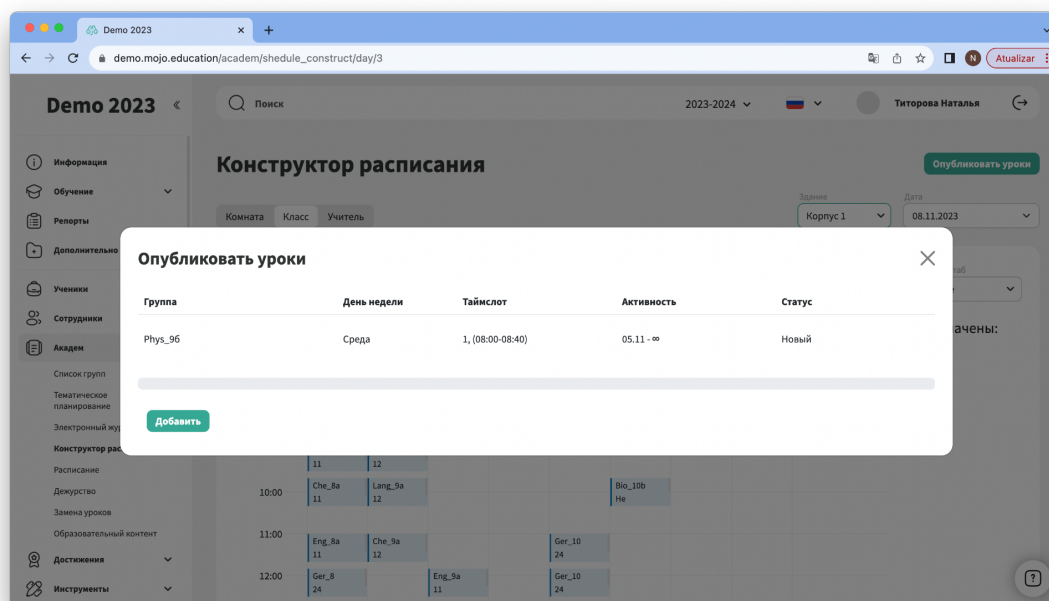 Demo 2023
demo.mojo.education/academ/shedule_construct/day/3
N
Atualizar
Demo 2023
«
Поиск
2023-2024
Титорова Наталья
Информация
Обучение
Репорты
Дополнительно
Ученики
Сотрудники
Академ
Список групп
Тематическое
планирование
Электронный жур
Конструктор рас
Расписание
Дежурство
Замена уроков
Образовательный контент
Достижения
Инструменты
Конструктор расписания
Опубликовать уроки
Комната Класс Учитель
Здание
Корпус 1
Дата
08.11.2023
таб
ачены:
Опубликовать уроки
Группа День недели Таймслот Активность Статус
Phys_9б Среда 1, (08:00-08:40) 05.11 - ∞ Новый
Добавить
11 12
10:00
Che_8a Lang_9a Bio_10b
11 12 Не
11:00
Eng_8a Che_9a Ger_10
11 12 24
12:00
Ger_8 Eng_9a Ger_10
24 11 24
?